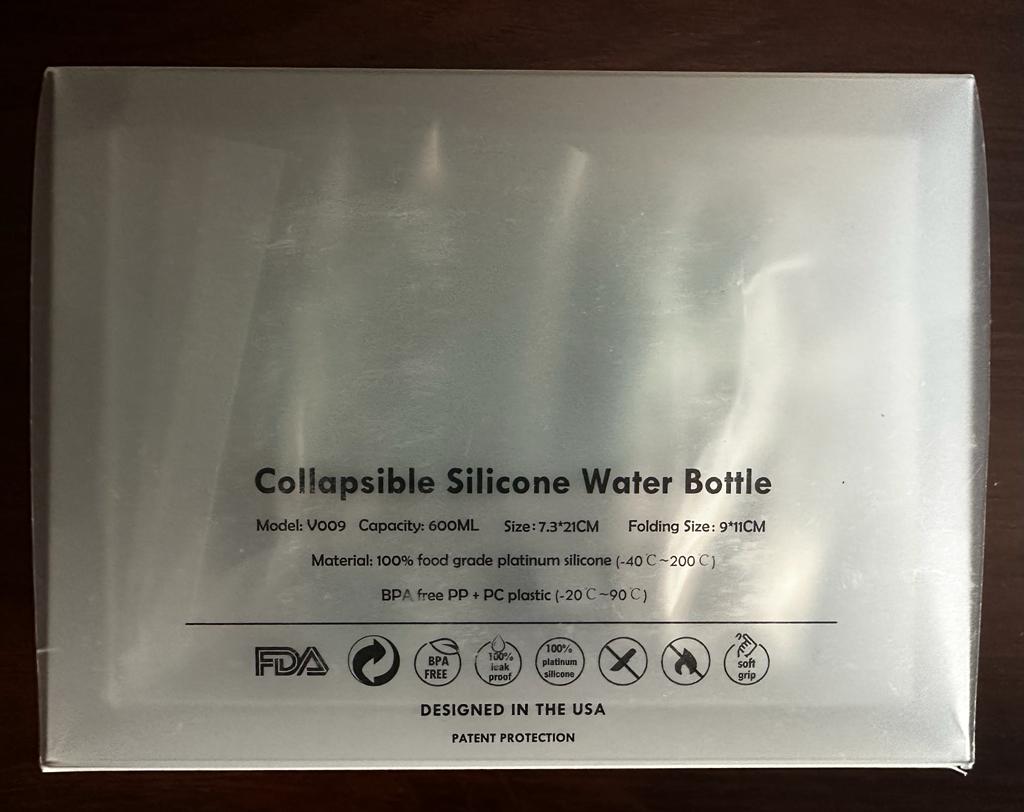 Collapsible Silicone Water Bottle
Model: V009 Capacity: 600ML Size: 7.3*21CM Folding Size: 9*11CM
Material: 100% food grade platinum silicone (-40℃~200℃)
BPA free PP + PC plastic (-20℃~90℃)
FDA
BPA
FREE
100%
leak
proof
100%
platinum
silicone
soft
grip
DESIGNED IN THE USA
PATENT PROTECTION